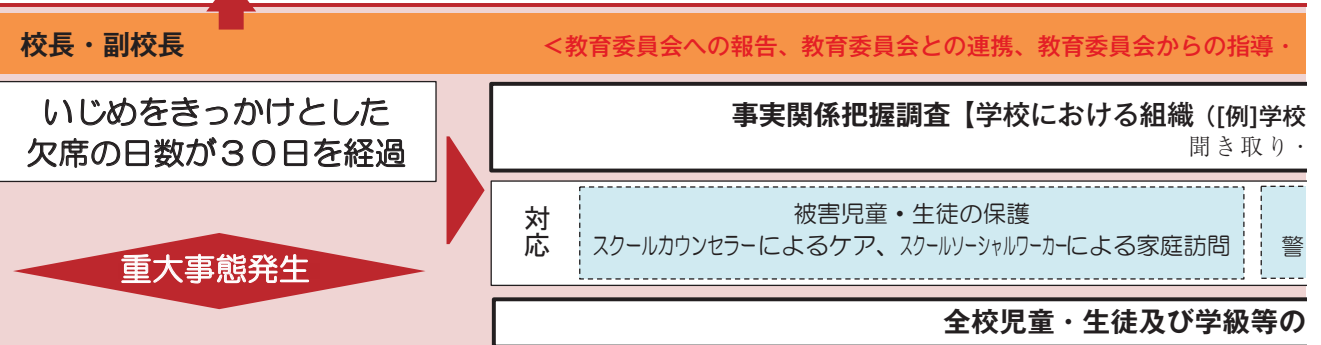 校長・副校長
＜教育委員会への報告、教育委員会との連携、教育委員会からの指導・
いじめをきっかけとした
欠席の日数が３０日を経過
重大事態発生
事実関係把握調査【学校における組織（[例]学校
聞き取り・
対応
被害児童・生徒の保護
スクールカウンセラーによるケア、スクールソーシャルワーカーによる家庭訪問
警
全校児童・生徒及び学級等の